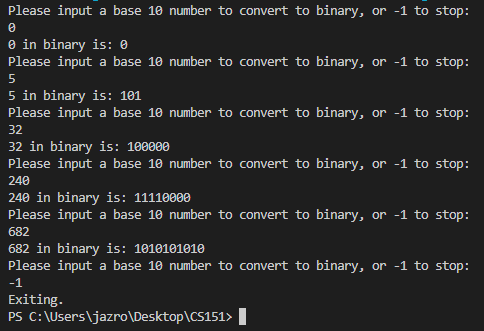 Please input a base 10 number to convert to binary, or -1 to stop:
0
0 in binary is: 0
Please input a base 10 number to convert to binary, or -1 to stop:
5
5 in binary is: 101
Please input a base 10 number to convert to binary, or -1 to stop:
32
32 in binary is: 100000
Please input a base 10 number to convert to binary, or -1 to stop:
240
240 in binary is: 11110000
Please input a base 10 number to convert to binary, or -1 to stop:
682
682 in binary is: 1010101010
Please input a base 10 number to convert to binary, or -1 to stop:
-1
Exiting.
PS C:\Users\jazro\Desktop\CS151>